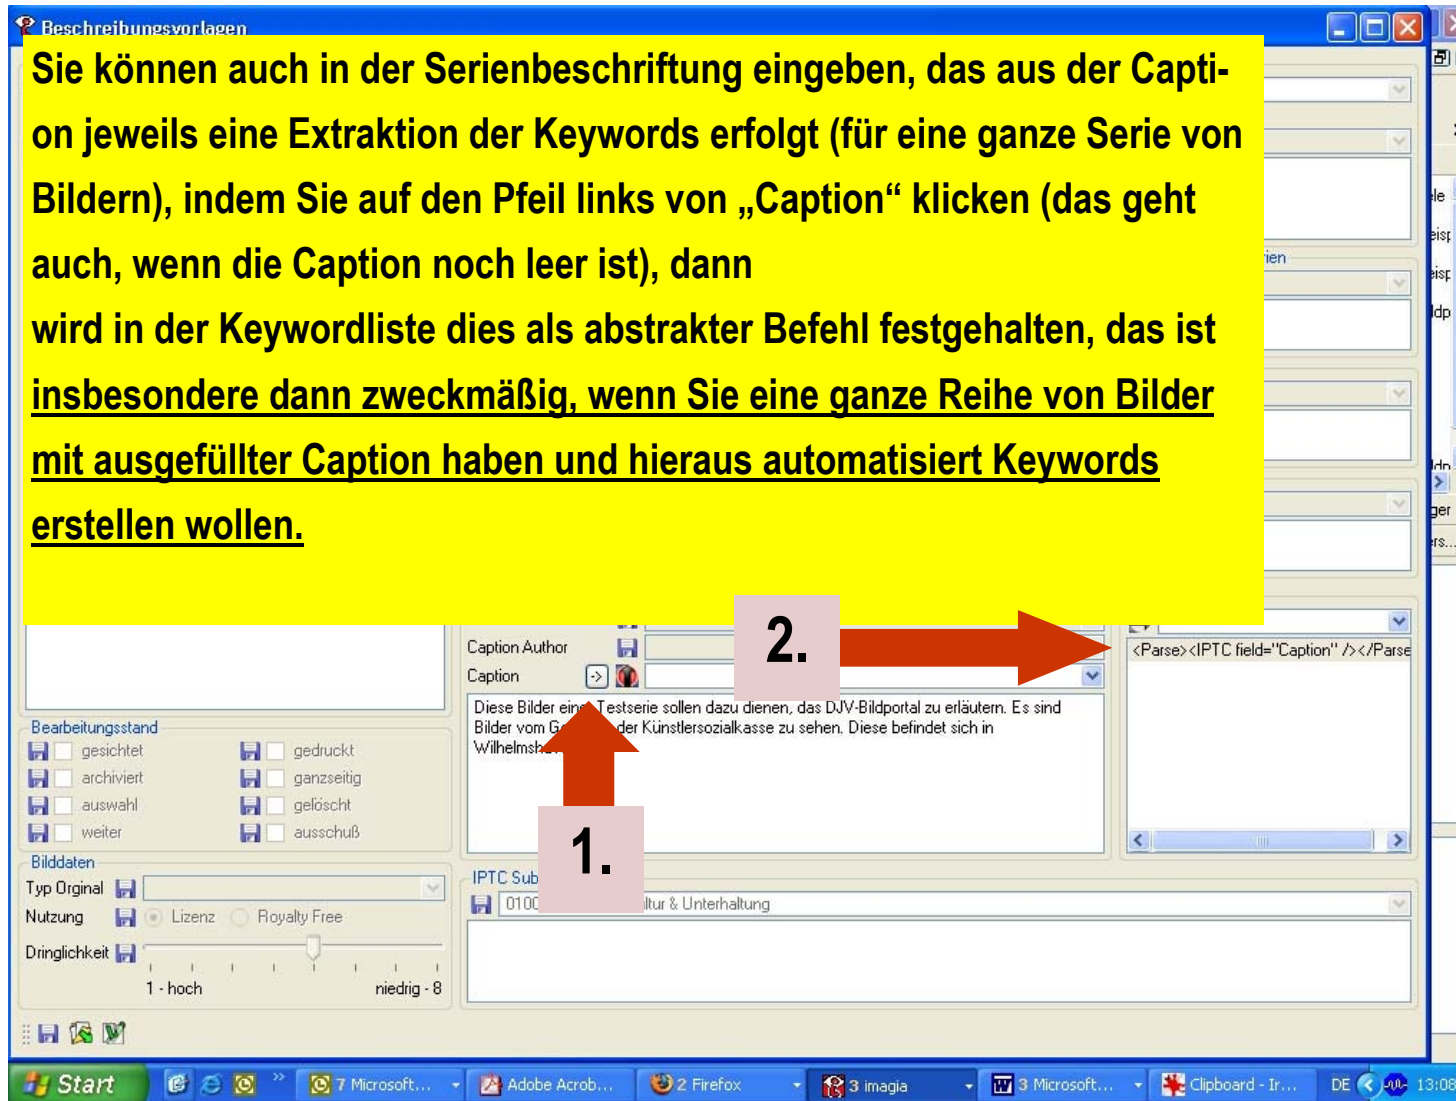 Beschreibungsvorlagen
Sie können auch in der Serienbeschriftung eingeben, das aus der Capti-
on jeweils eine Extraktion der Keywords erfolgt (für eine ganze Serie von
Bildern), indem Sie auf den Pfeil links von „Caption“ klicken (das geht
auch, wenn die Caption noch leer ist), dann
wird in der Keywordliste dies als abstrakter Befehl festgehalten, das ist
insbesondere dann zweckmäßig, wenn Sie eine ganze Reihe von Bilder
mit ausgefüllter Caption haben und hieraus automatisiert Keywords
erstellen wollen.
rien
ger
2.
Caption Author
Caption
<Parse><IPTC field="Caption" /></Parse
Diese Bilder einer Testserie sollen dazu dienen, das DJV-Bildportal zu erläutern. Es sind
Bilder vom der Künstlersozialkasse zu sehen. Diese befindet sich in
1.
Bearbeitungsstand
gesichtet gedruckt
archiviert ganzseitig
auswahl gelöscht
weiter ausschuß
Bilddaten
Typ Orginal
Nutzung Lizenz Royalty Free
Dringlichkeit
1 - hoch niedrig - 8
IPTC Sub
0100 ltur & Unterhaltung
Start 7 Microsoft... Adobe Acrob... 2 Firefox 3 imagia 3 Microsoft... Clipboard - Ir... DE 13:08